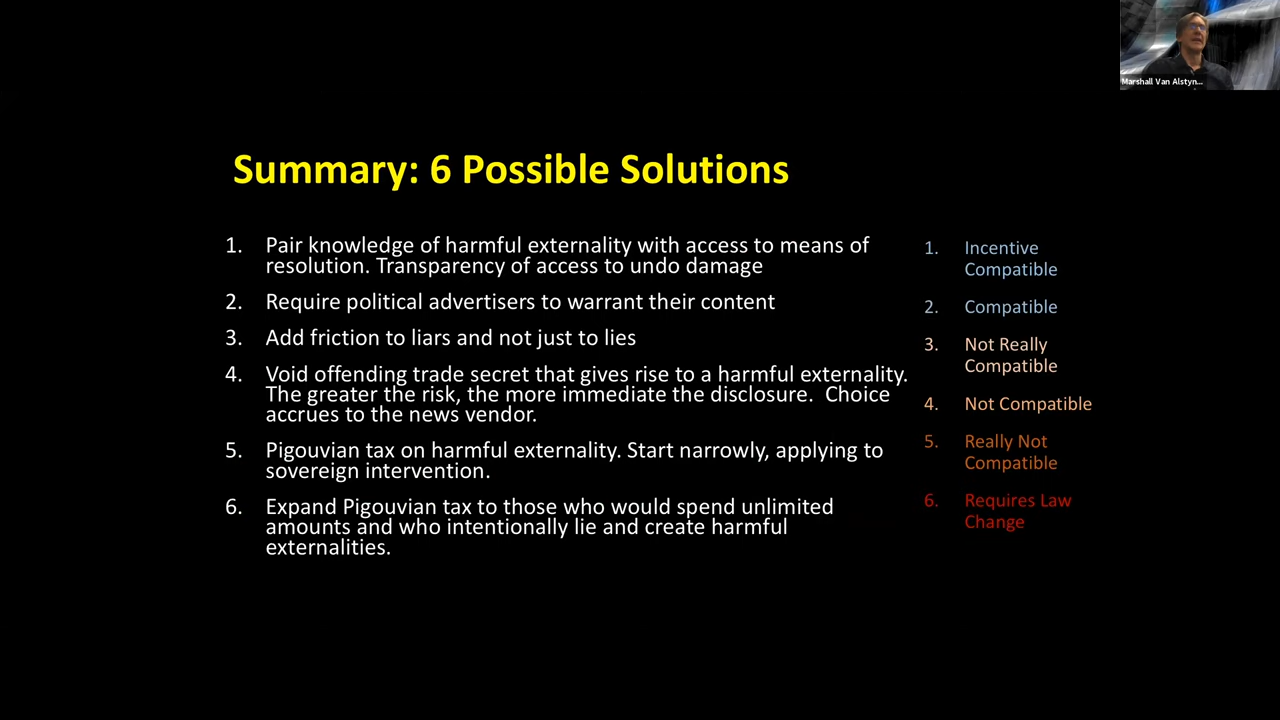 Marshall Van Alstyn...
Summary: 6 Possible Solutions
1. Pair knowledge of harmful externality with access to means of
resolution. Transparency of access to undo damage
2. Require political advertisers to warrant their content
3. Add friction to liars and not just to lies
4. Void offending trade secret that gives rise to a harmful externality.
The greater the risk, the more immediate the disclosure.  Choice
accrues to the news vendor.
5. Pigouvian tax on harmful externality. Start narrowly, applying to
sovereign intervention.
6. Expand Pigouvian tax to those who would spend unlimited
amounts and who intentionally lie and create harmful
externalities.
1. Incentive
Compatible
2. Compatible
3. Not Really
Compatible
4. Not Compatible
5. Really Not
Compatible
6. Requires Law
Change